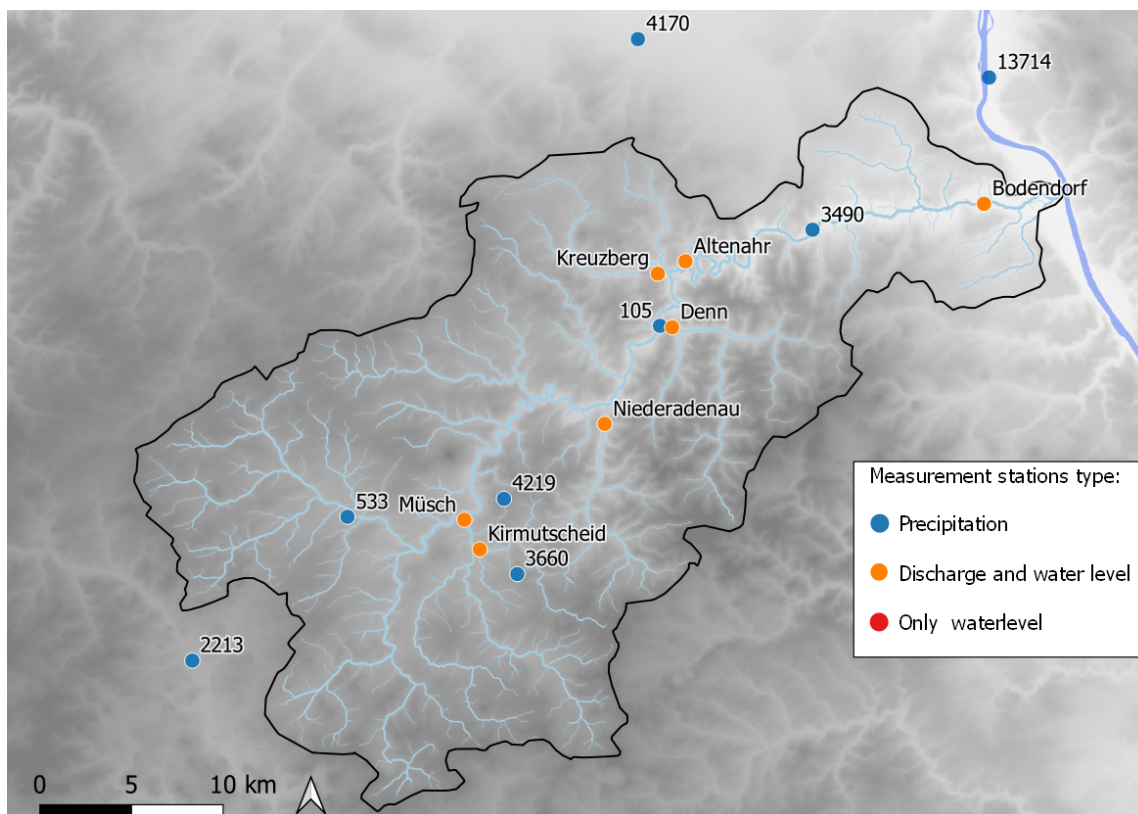 4170
13714
Bodendorf
3490
Altenahr
Kreuzberg
105
Denn
Niederadenau
Measurement stations type:
4219
533
Müsch
Precipitation
Kirmutscheid
3660
Discharge and water level
Only waterlevel
2213
0 5 10 km